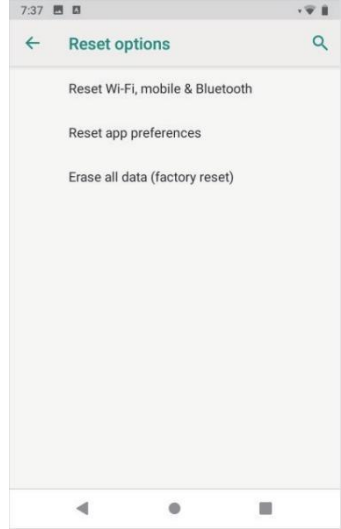 7:37
Reset options
Reset Wi-Fi, mobile & Bluetooth
Reset app preferences
Erase all data (factory reset)